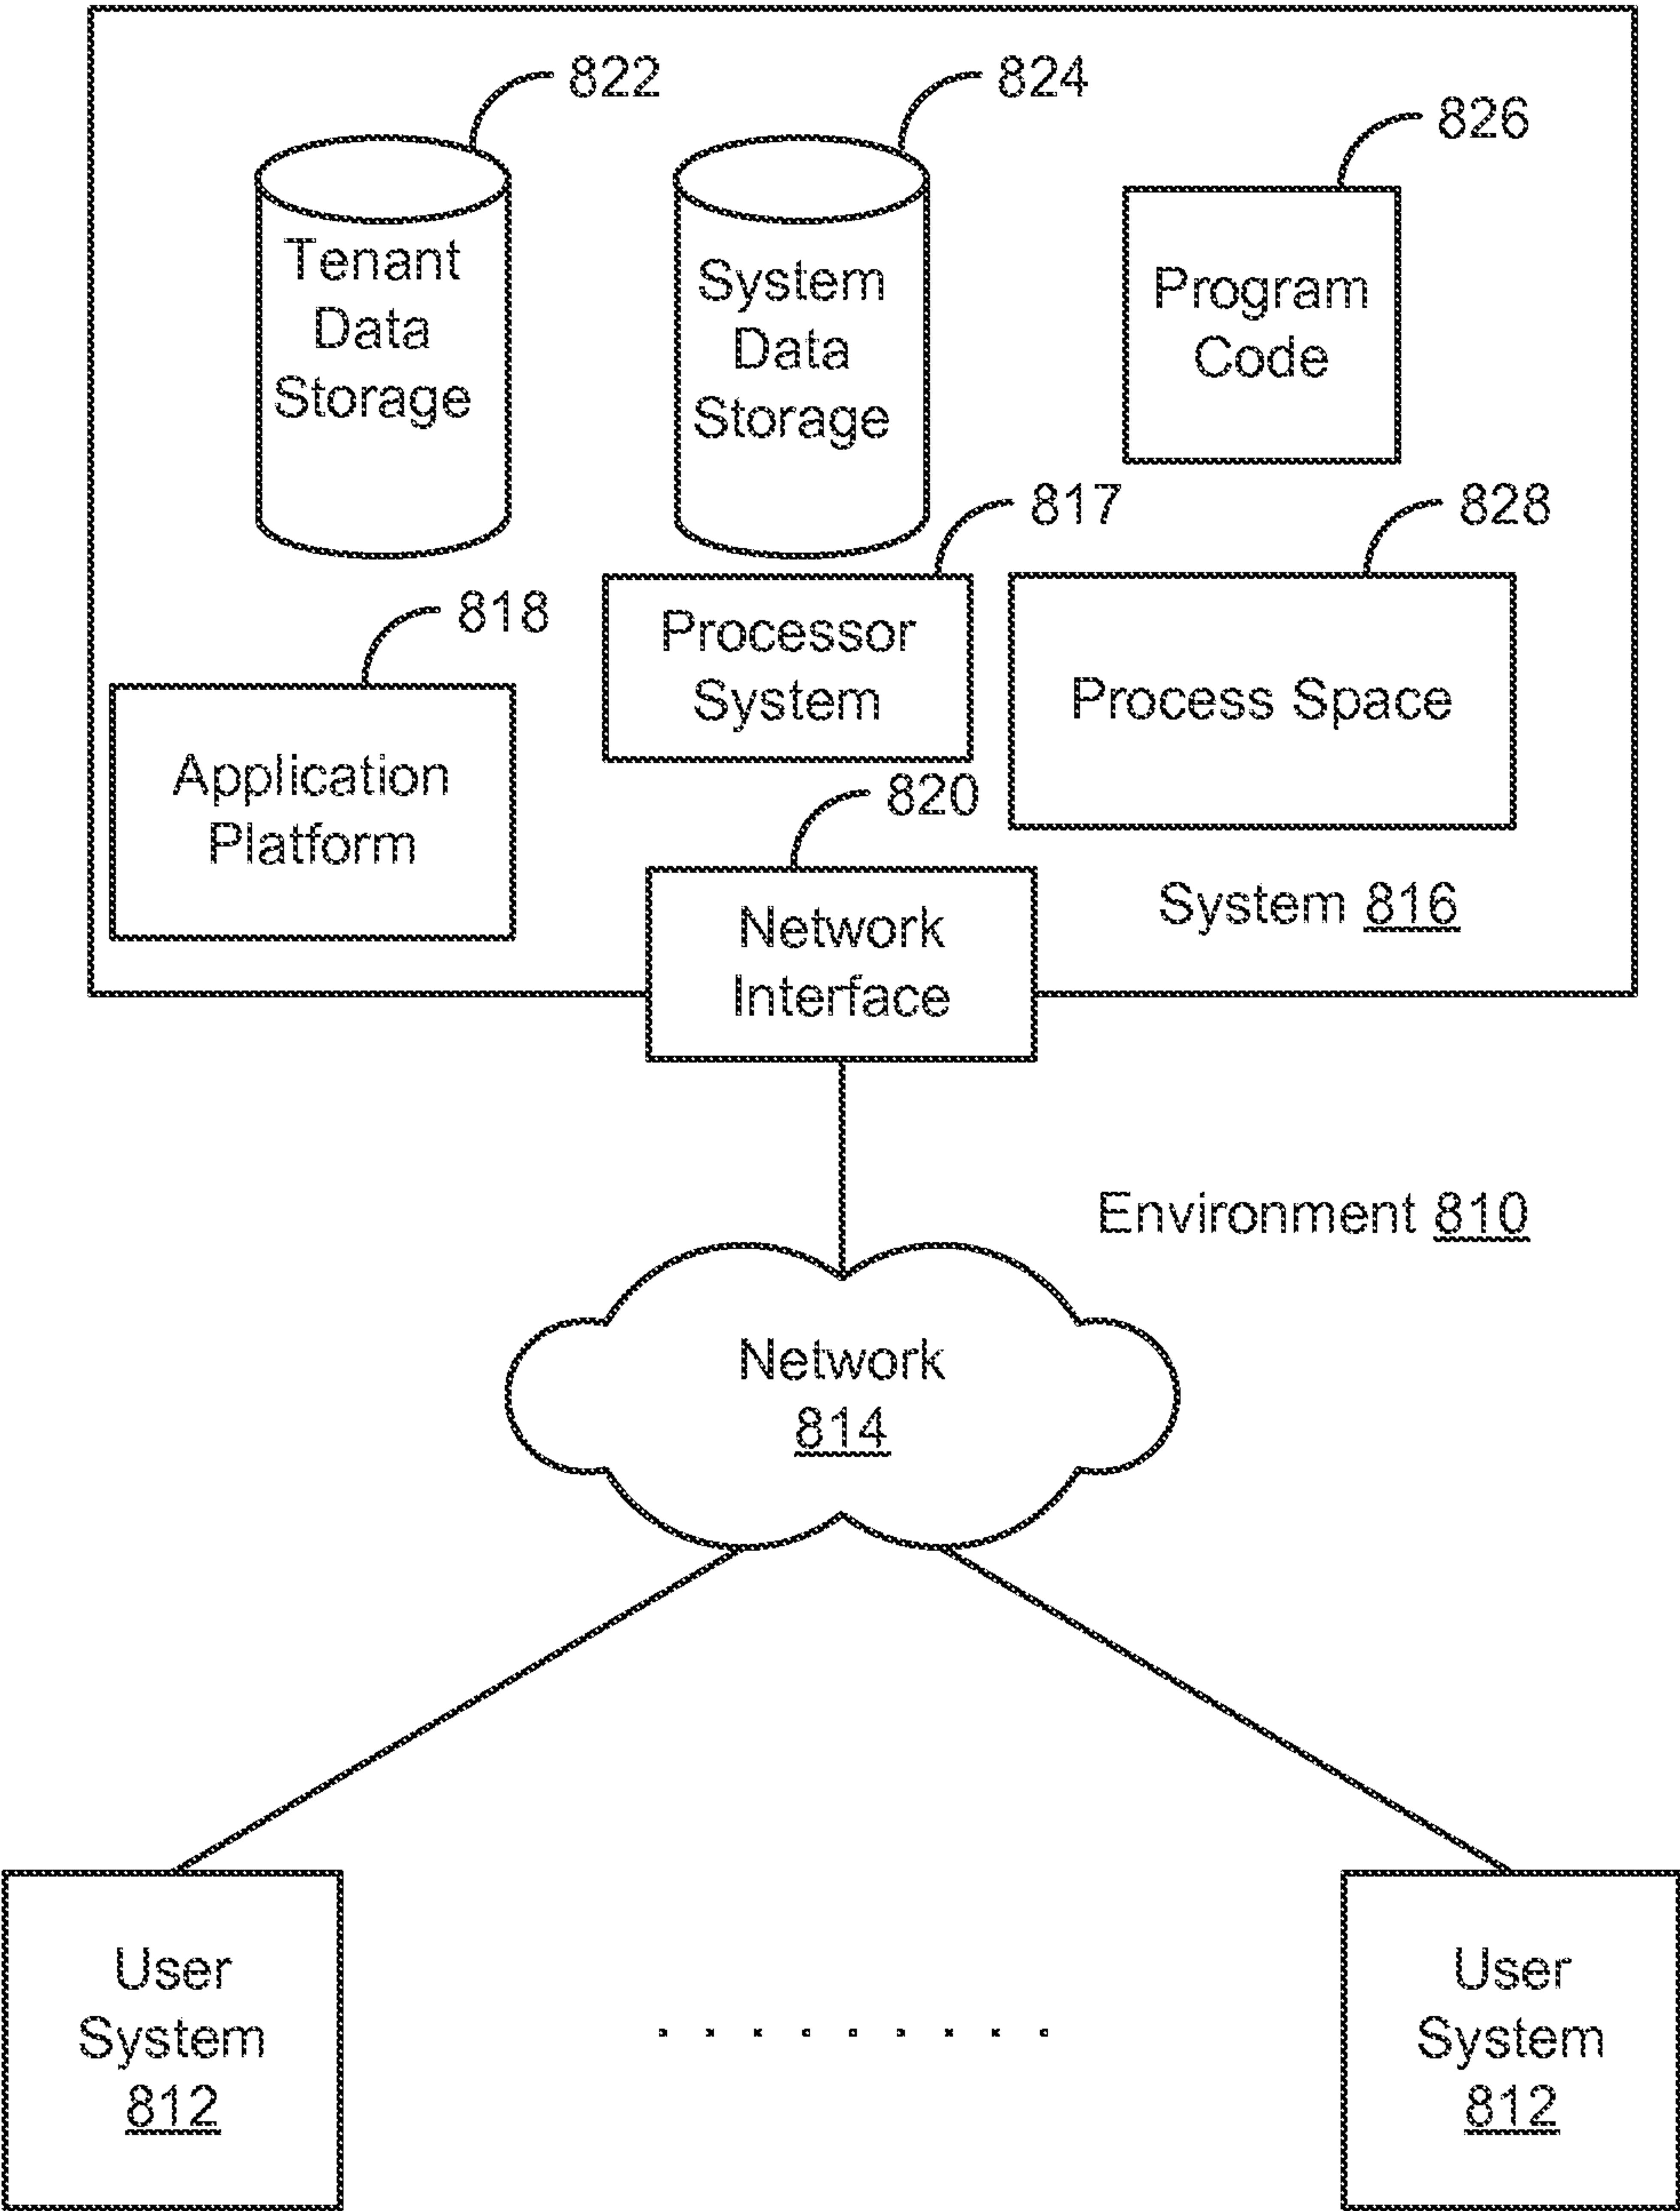 822
824
826
Tenant
Data
Storage
System
Data
Storage
Program
Code
817
828
818
Processor
System
Process Space
Application
Platform
820
Network
Interface
System 816
Environment 810
Network
814
User
System
812
User
System
812